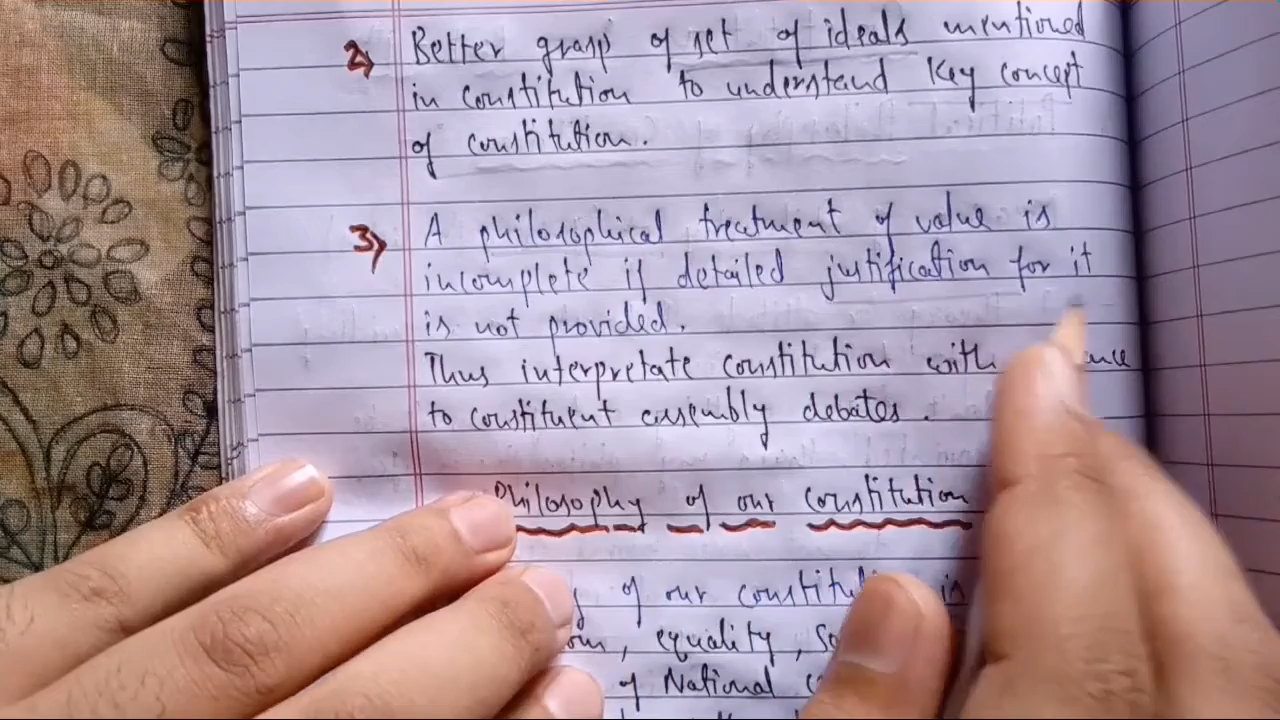 2) Better grasp of set of ideals mentioned
in constitution to understand Key concept
of constitution.
3) A philosophical treatment of value is
incomplete if detailed justification for it
is not provided.
Thus interpretate constitution with
to constituent assembly debates.
Philosophy of our constitution
of our constitution is
equality,
of National